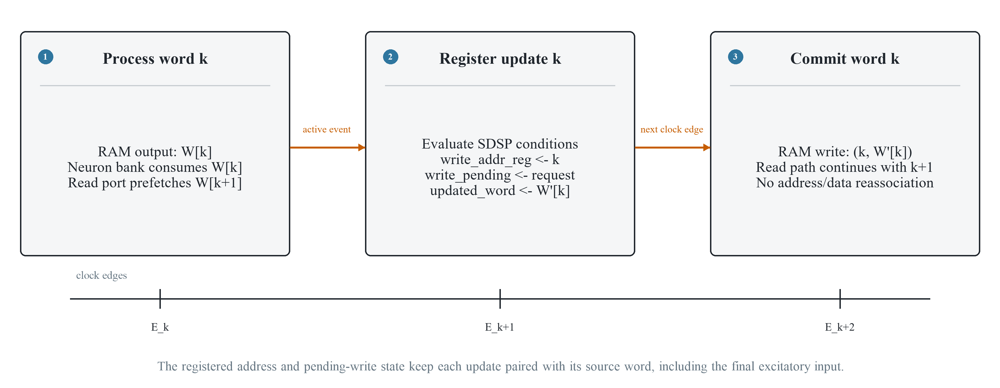 1
Process word k
RAM output: W[k]
Neuron bank consumes W[k]
Read port prefetches W[k+1]
active event
2
Register update k
Evaluate SDSP conditions
write_addr_reg <- k
write_pending <- request
updated_word <- W'[k]
next clock edge
3
Commit word k
RAM write: (k, W'[k])
Read path continues with k+1
No address/data reassociation
clock edges
E_k
E_k+1
E_k+2
The registered address and pending-write state keep each update paired with its source word, including the final excitatory input.